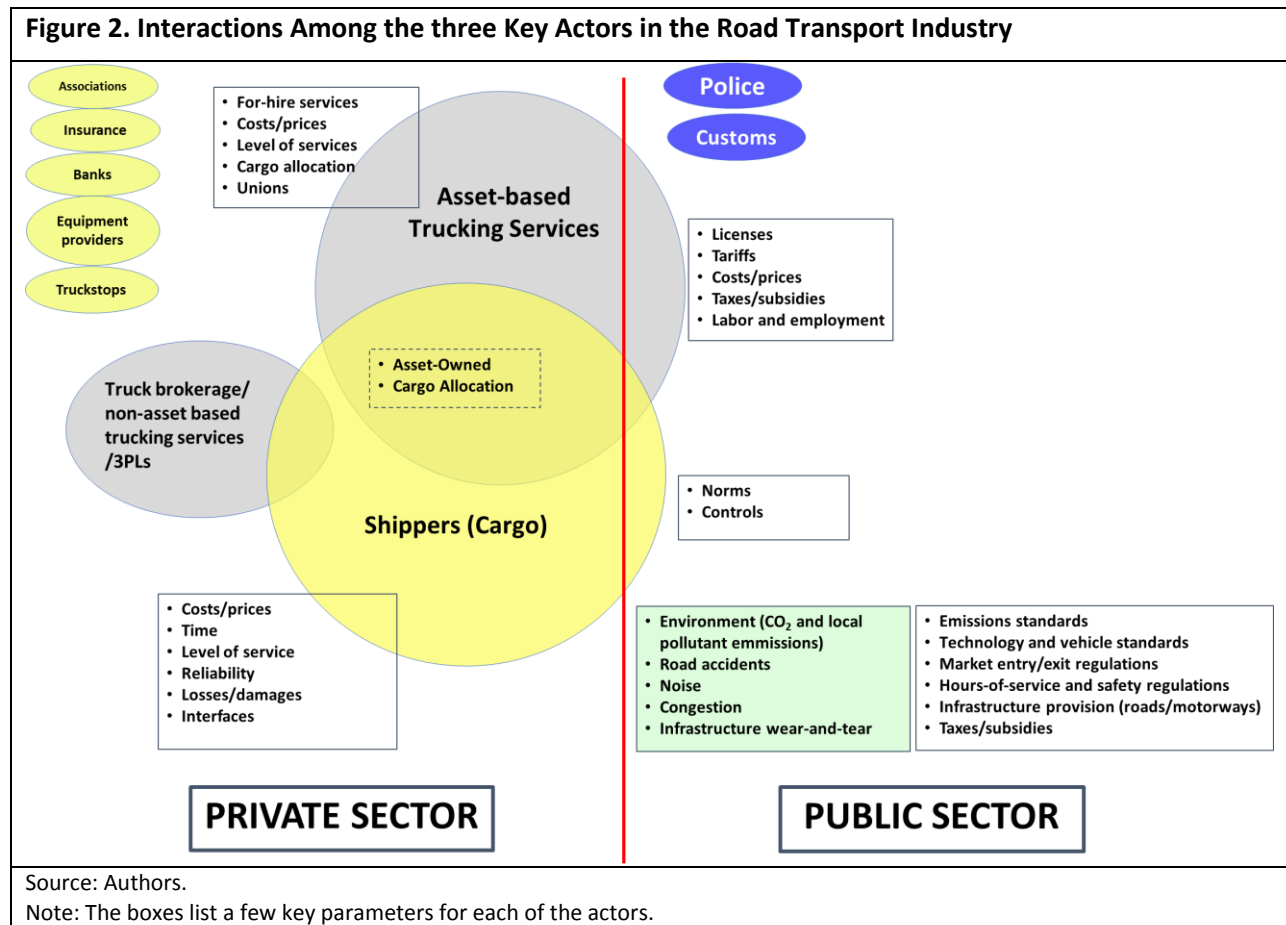 Figure 2. Interactions Among the three Key Actors in the Road Transport Industry
Associations
Insurance
Banks
Equipment
providers
Truckstops
• For-hire services
• Costs/prices
• Level of services
• Cargo allocation
• Unions
Asset-based
Trucking Services
Police
Customs
• Licenses
• Tariffs
• Costs/prices
• Taxes/subsidies
• Labor and employment
• Asset-Owned
• Cargo Allocation
Truck brokerage/
non-asset based
trucking services
/3PLs
Shippers (Cargo)
• Norms
• Controls
• Costs/prices
• Time
• Level of service
• Reliability
• Losses/damages
• Interfaces
• Environment (CO₂ and local
pollutant emmissions)
• Road accidents
• Noise
• Congestion
• Infrastructure wear-and-tear
• Emissions standards
• Technology and vehicle standards
• Market entry/exit regulations
• Hours-of-service and safety regulations
• Infrastructure provision (roads/motorways)
• Taxes/subsidies
PRIVATE SECTOR
PUBLIC SECTOR
Source: Authors.
Note: The boxes list a few key parameters for each of the actors.